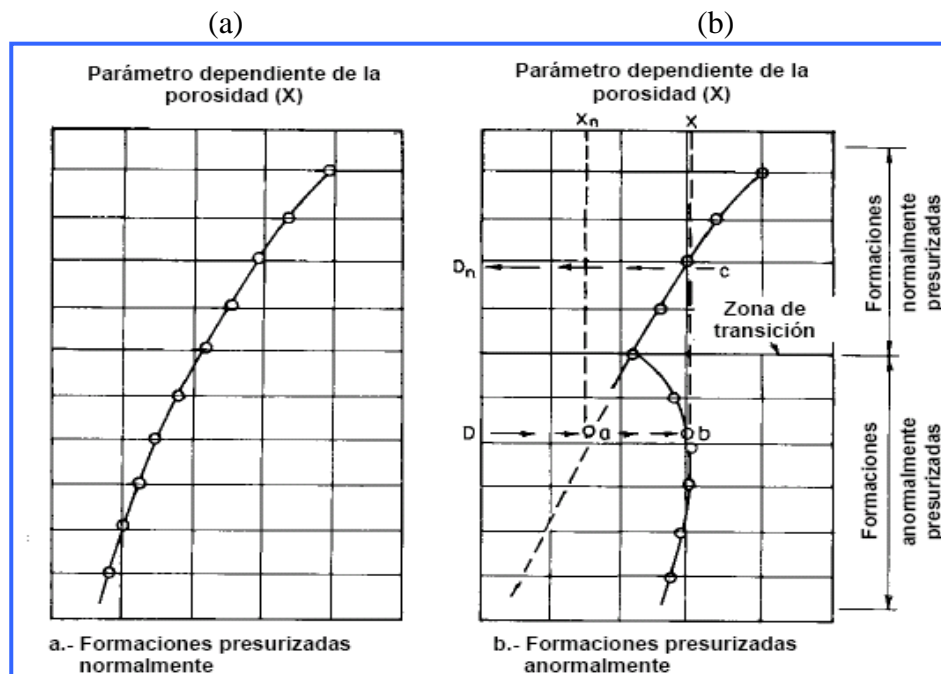 (a)
(b)
Parámetro dependiente de la
porosidad (X)
a.- Formaciones presurizadas
normalmente
Parámetro dependiente de la
porosidad (X)
Xn
X
Dn
c
Zona de
transición
D
a
b
Formaciones
normalmente
presurizadas
Formaciones
anormalmente
presurizadas
b.- Formaciones presurizadas
anormalmente